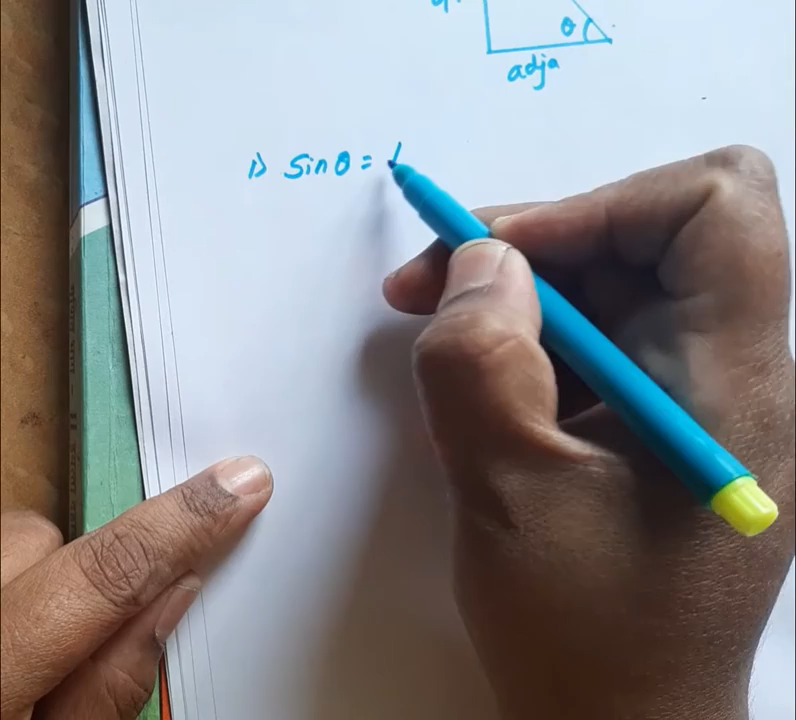 θ
adja
1) Sinθ =